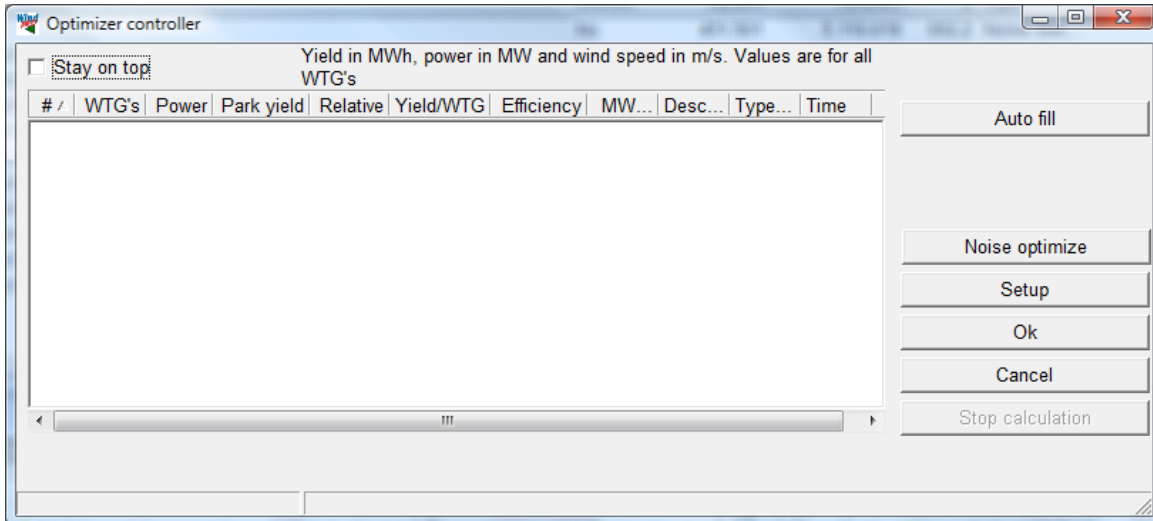 Optimizer controller
Stay on top
Yield in MWh, power in MW and wind speed in m/s. Values are for all
WTG's
# WTG's Power Park yield Relative Yield/WTG Efficiency MW... Desc... Type... Time
Auto fill
Noise optimize
Setup
Ok
Cancel
Stop calculation